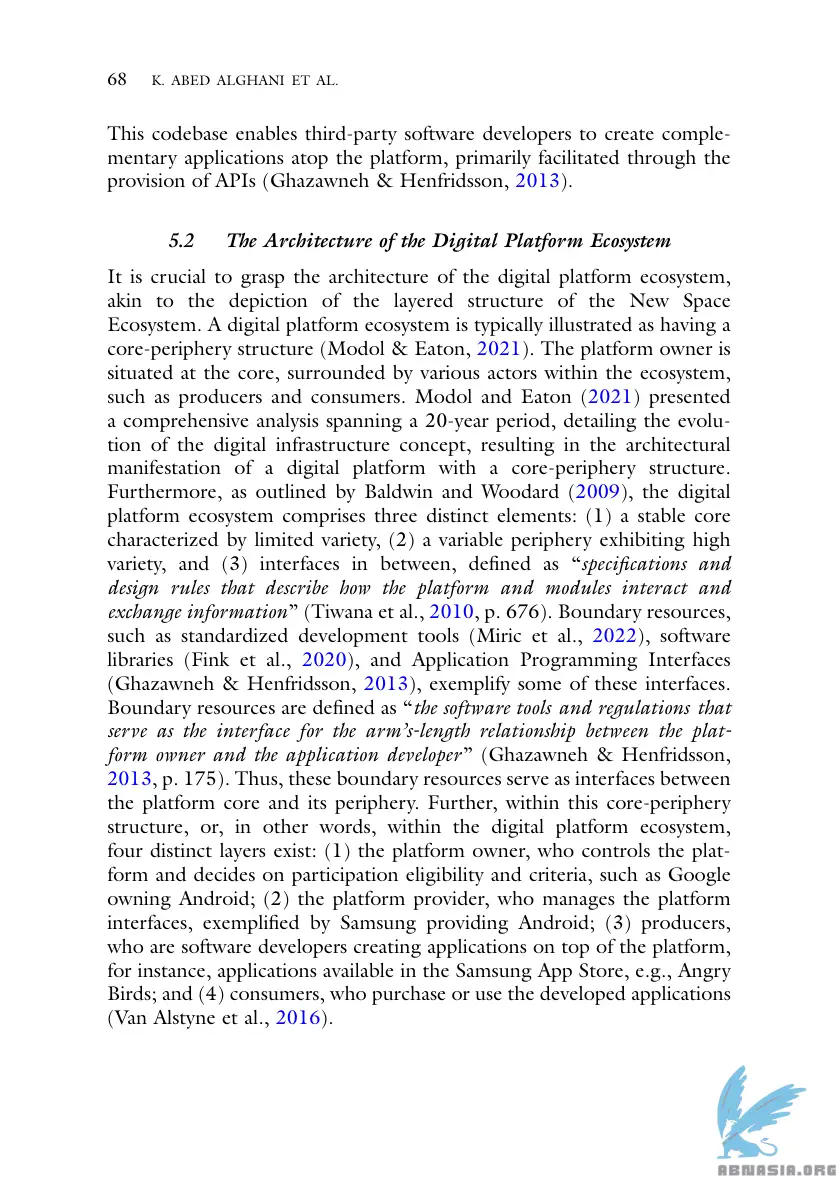 68 K. ABED ALGHANI ET AL.
This codebase enables third-party software developers to create comple-
mentary applications atop the platform, primarily facilitated through the
provision of APIs (Ghazawneh & Henfridsson, 2013).
5.2 The Architecture of the Digital Platform Ecosystem
It is crucial to grasp the architecture of the digital platform ecosystem,
akin to the depiction of the layered structure of the New Space
Ecosystem. A digital platform ecosystem is typically illustrated as having a
core-periphery structure (Modol & Eaton, 2021). The platform owner is
situated at the core, surrounded by various actors within the ecosystem,
such as producers and consumers. Modol and Eaton (2021) presented
a comprehensive analysis spanning a 20-year period, detailing the evolu-
tion of the digital infrastructure concept, resulting in the architectural
manifestation of a digital platform with a core-periphery structure.
Furthermore, as outlined by Baldwin and Woodard (2009), the digital
platform ecosystem comprises three distinct elements: (1) a stable core
characterized by limited variety, (2) a variable periphery exhibiting high
variety, and (3) interfaces in between, defined as “specifications and
design rules that describe how the platform and modules interact and
exchange information” (Tiwana et al., 2010, p. 676). Boundary resources,
such as standardized development tools (Miric et al., 2022), software
libraries (Fink et al., 2020), and Application Programming Interfaces
(Ghazawneh & Henfridsson, 2013), exemplify some of these interfaces.
Boundary resources are defined as “the software tools and regulations that
serve as the interface for the arm’s-length relationship between the plat-
form owner and the application developer” (Ghazawneh & Henfridsson,
2013, p. 175). Thus, these boundary resources serve as interfaces between
the platform core and its periphery. Further, within this core-periphery
structure, or, in other words, within the digital platform ecosystem,
four distinct layers exist: (1) the platform owner, who controls the plat-
form and decides on participation eligibility and criteria, such as Google
owning Android; (2) the platform provider, who manages the platform
interfaces, exemplified by Samsung providing Android; (3) producers,
who are software developers creating applications on top of the platform,
for instance, applications available in the Samsung App Store, e.g., Angry
Birds; and (4) consumers, who purchase or use the developed applications
(Van Alstyne et al., 2016).
ABNASIA.ORG